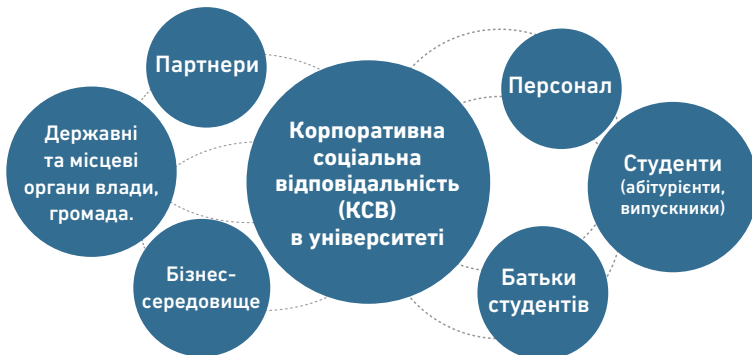 Партнери
Державні
та місцеві
органи влади,
громада.
Бізнес-
середовище
Корпоративна
соціальна
відповідальність
(КСВ)
в університеті
Персонал
Студенти
(абітурієнти,
випускники)
Батьки
студентів